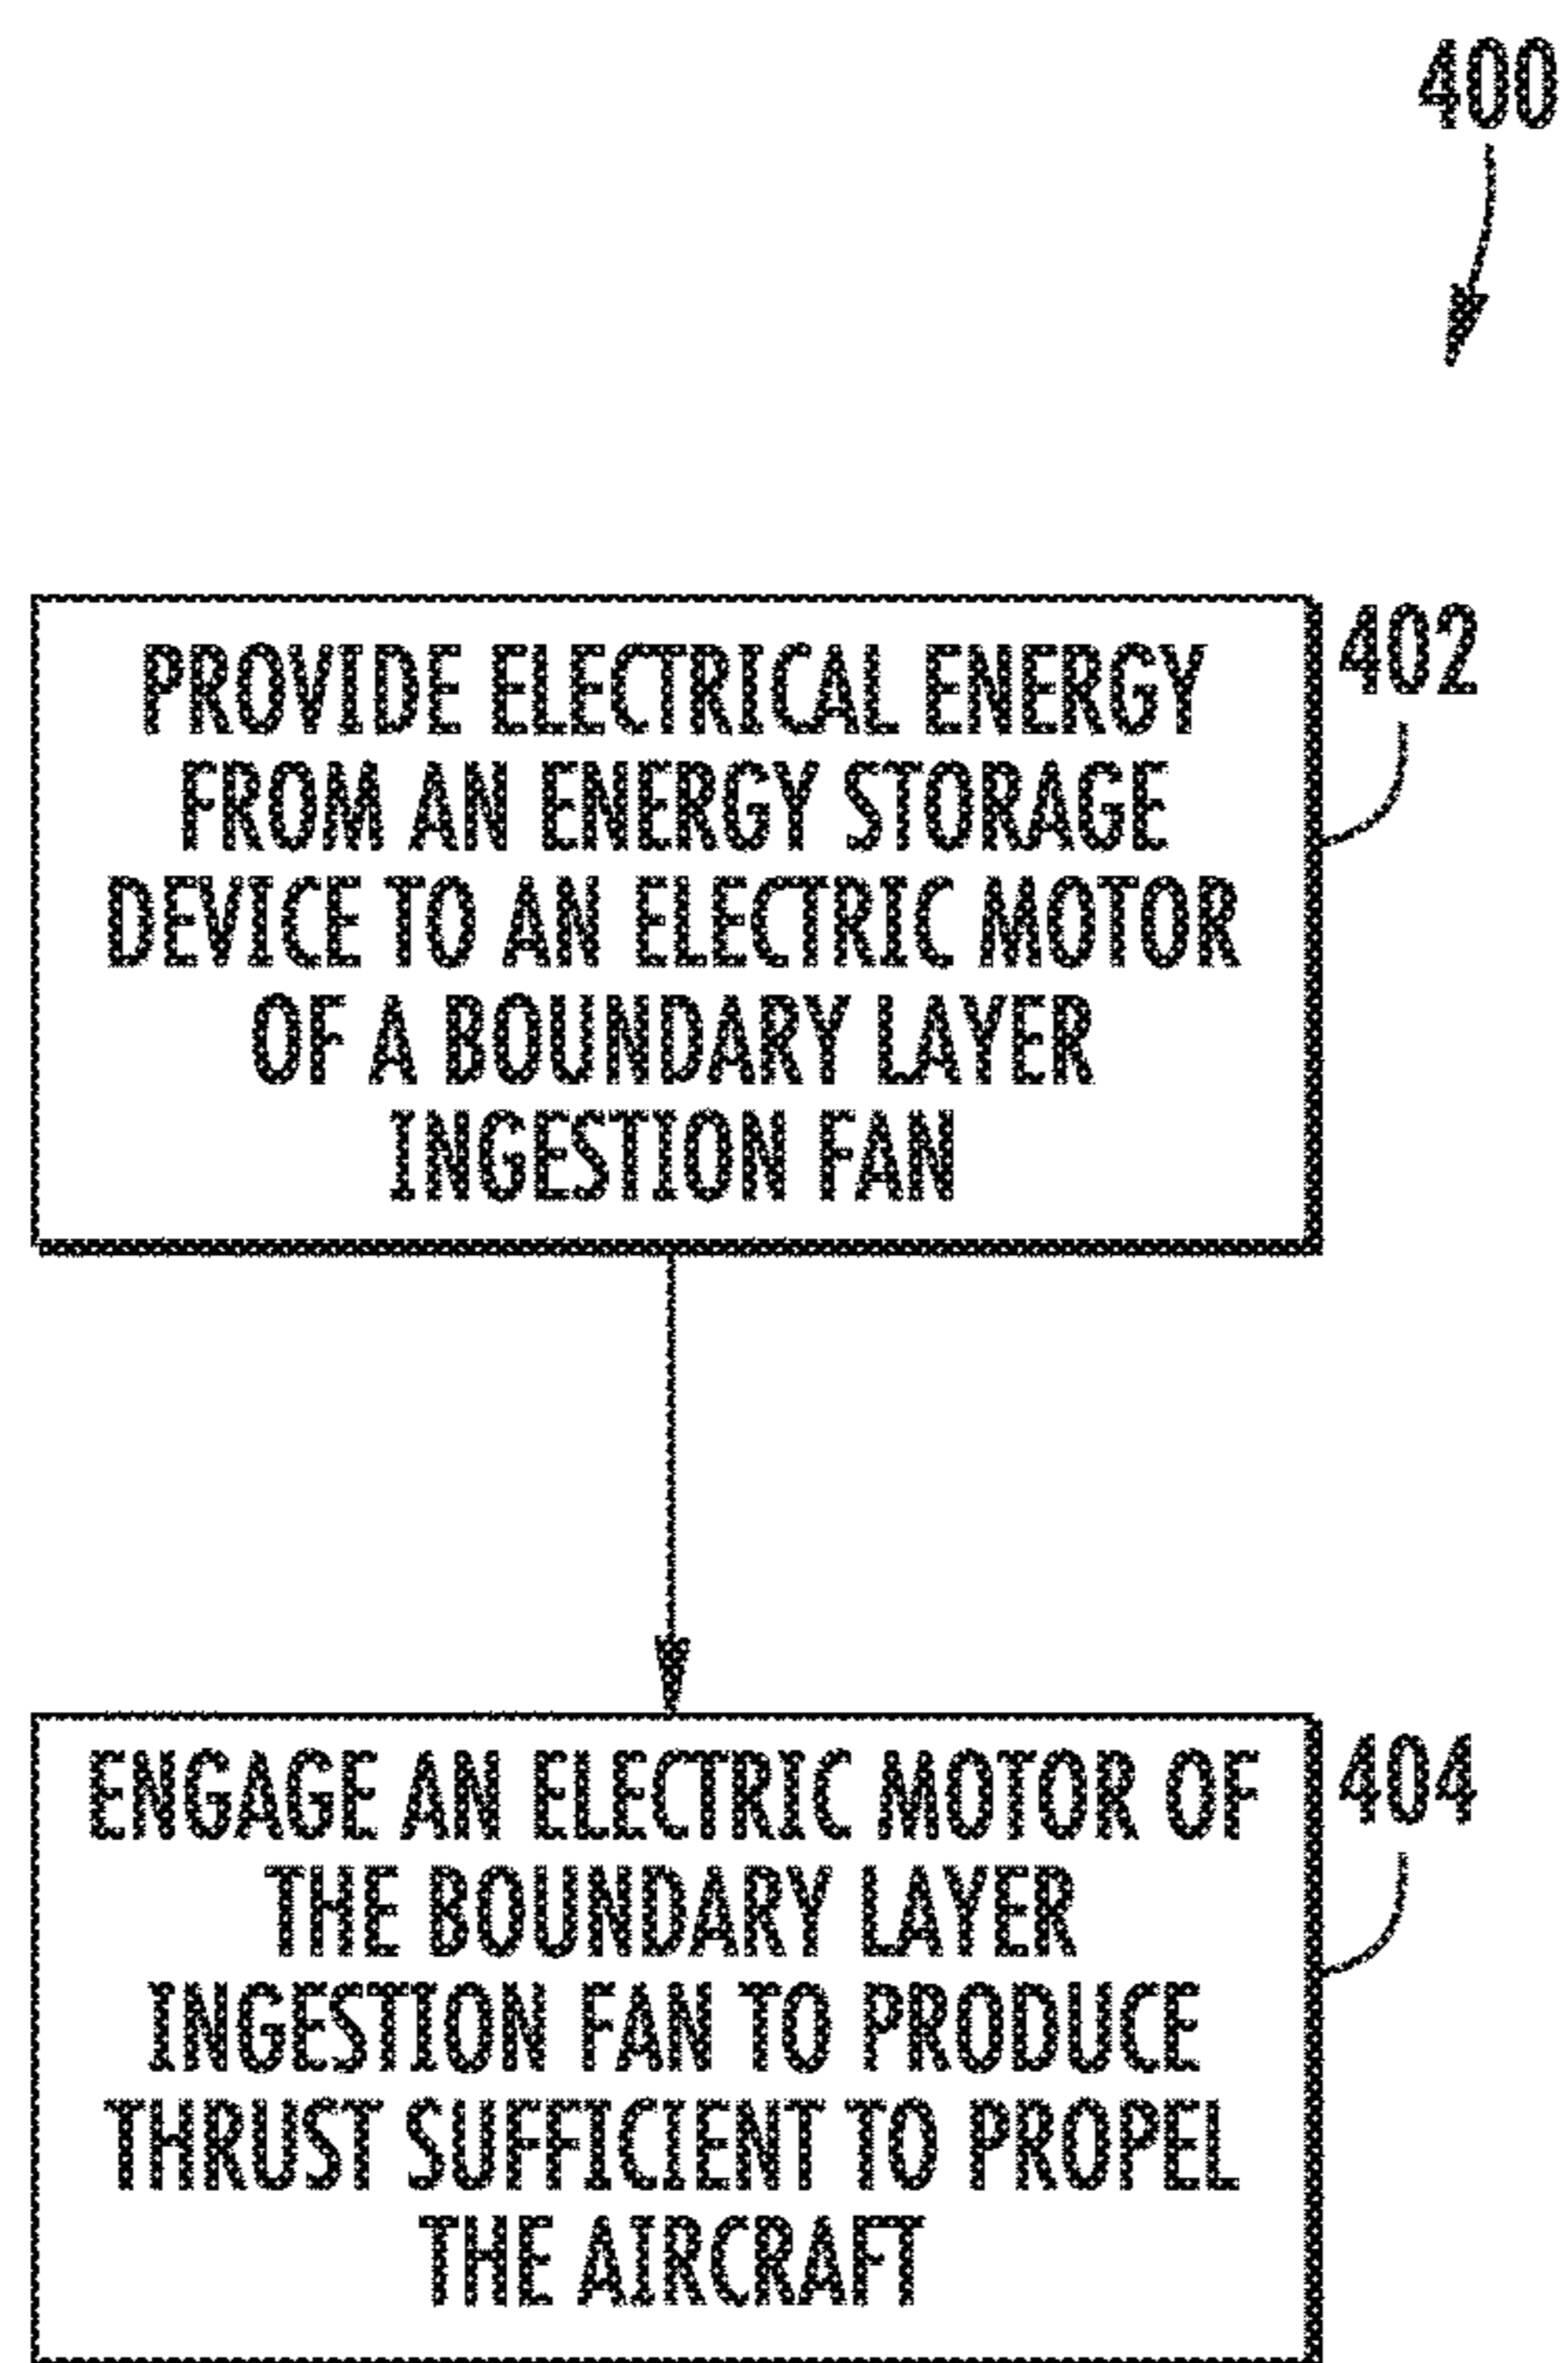 400
PROVIDE ELECTRICAL ENERGY
FROM AN ENERGY STORAGE
DEVICE TO AN ELECTRIC MOTOR
OF A BOUNDARY LAYER
INGESTION FAN
402
ENGAGE AN ELECTRIC MOTOR OF
THE BOUNDARY LAYER
INGESTION FAN TO PRODUCE
THRUST SUFFICIENT TO PROPEL
THE AIRCRAFT
404